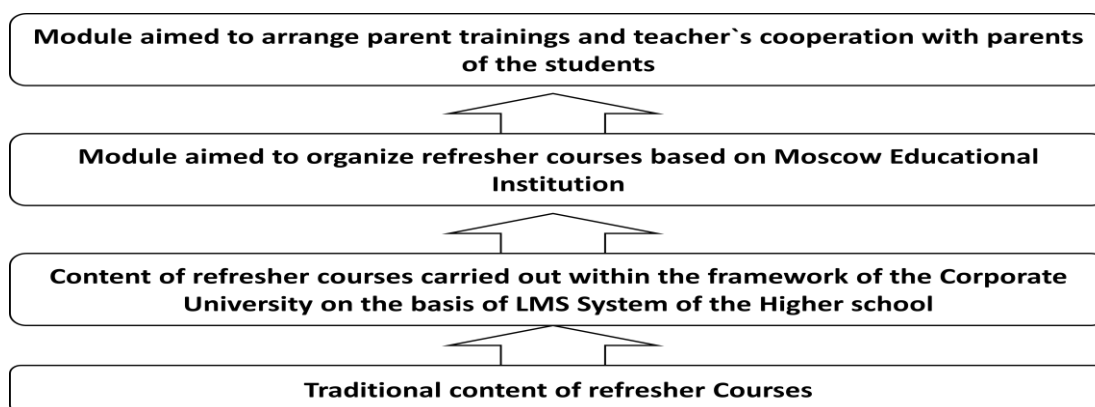 Module aimed to arrange parent trainings and teacher`s cooperation with parents
of the students
Module aimed to organize refresher courses based on Moscow Educational
Institution
Content of refresher courses carried out within the framework of the Corporate
University on the basis of LMS System of the Higher school
Traditional content of refresher Courses